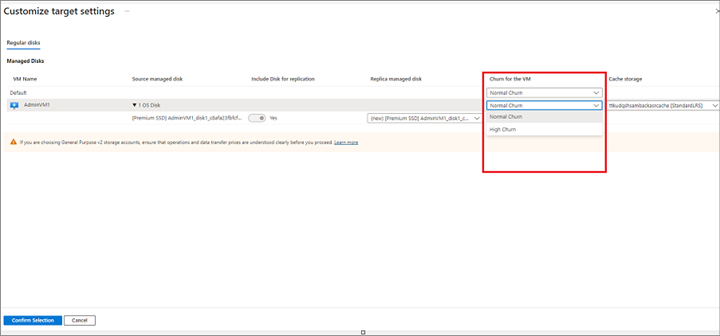 Customize target settings ...
Regular disks
Managed Disks
VM Name Source managed disk Include Disk for replication Replica managed disk Churn for the VM Cache storage
Default Normal Churn
AdminVM1 1 OS Disk Normal Churn (StandardLRS)
Normal Churn
[Premium SSD] Yes (new) [Premium SSD]
High Churn
If you are choosing General Purpose v2 storage accounts, ensure that operations and data transfer prices are understood clearly before you proceed. Learn more
Confirm Selection Cancel